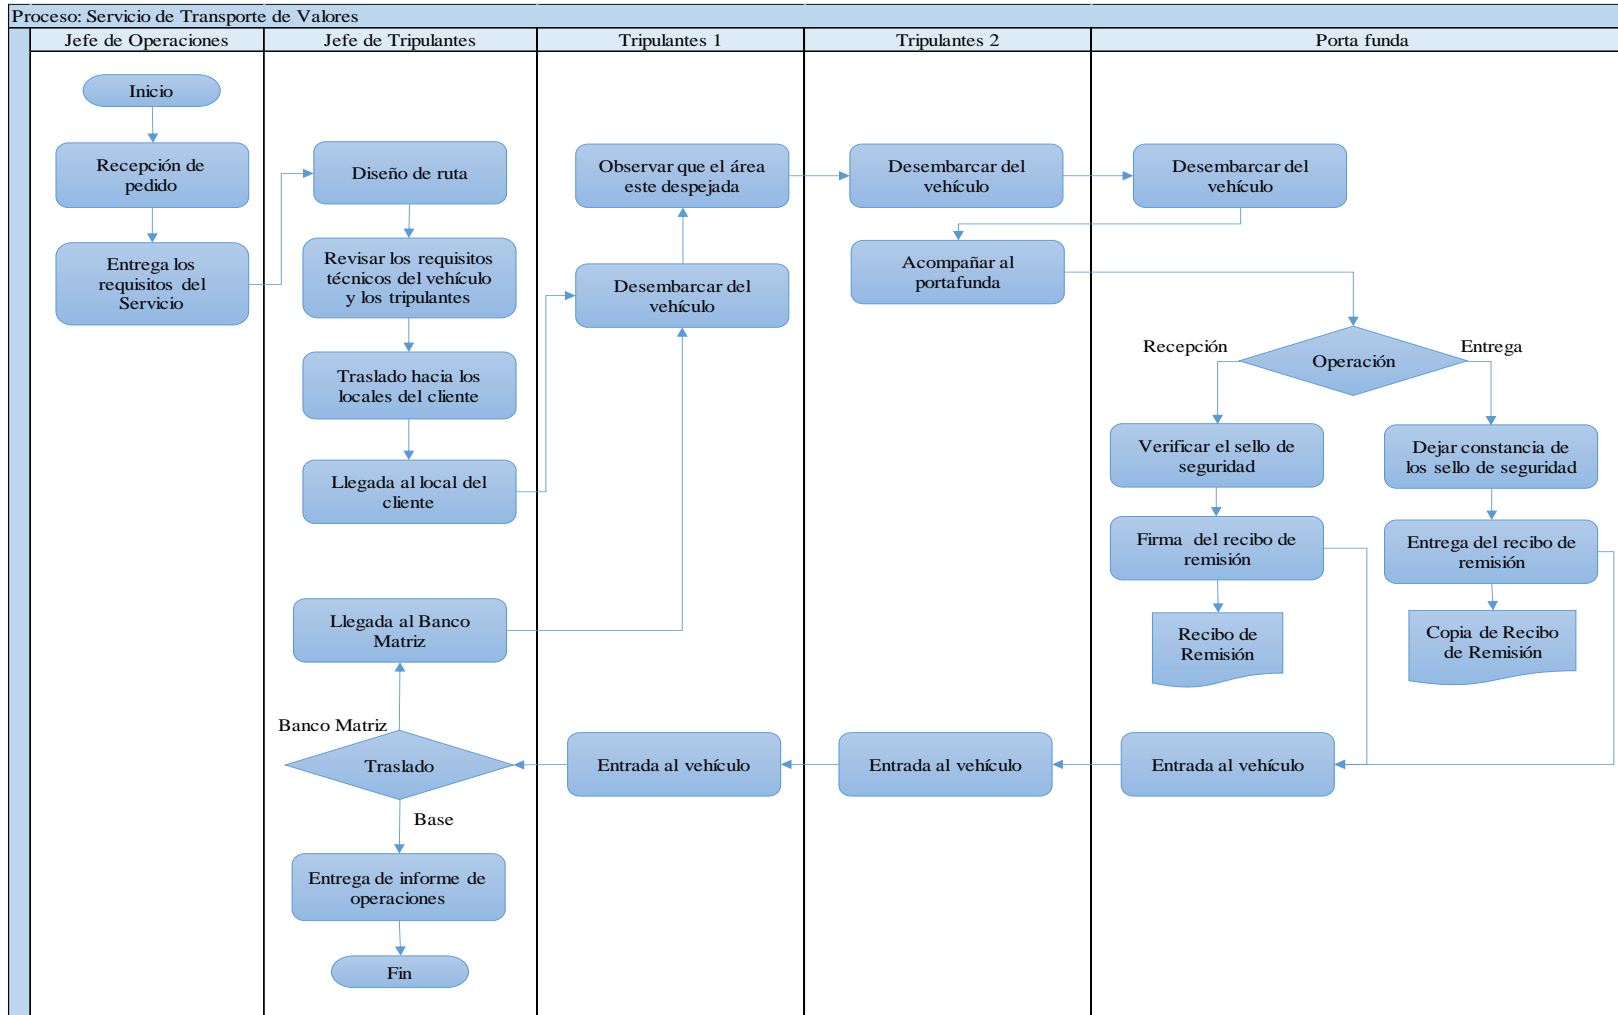 Proceso: Servicio de Transporte de Valores
Jefe de Operaciones
Jefe de Tripulantes
Tripulantes 1
Tripulantes 2
Porta funda
Inicio
Recepción de
pedido
Entrega los
requisitos del
Servicio
Diseño de ruta
Revisar los requisitos
técnicos del vehículo
y los tripulantes
Traslado hacia los
locales del cliente
Llegada al local del
cliente
Observar que el área
este despejada
Desembarcar del
vehículo
Desembarcar del
vehículo
Acompañar al
portafunda
Desembarcar del
vehículo
Operación
Recepción
Entrega
Verificar el sello de
seguridad
Firma del recibo de
remisión
Recibo de
Remisión
Dejar constancia de
los sello de seguridad
Entrega del recibo de
remisión
Copia de Recibo
de Remisión
Entrada al vehículo
Entrada al vehículo
Entrada al vehículo
Llegada al Banco
Matriz
Banco Matriz
Traslado
Base
Entrega de informe de
operaciones
Fin